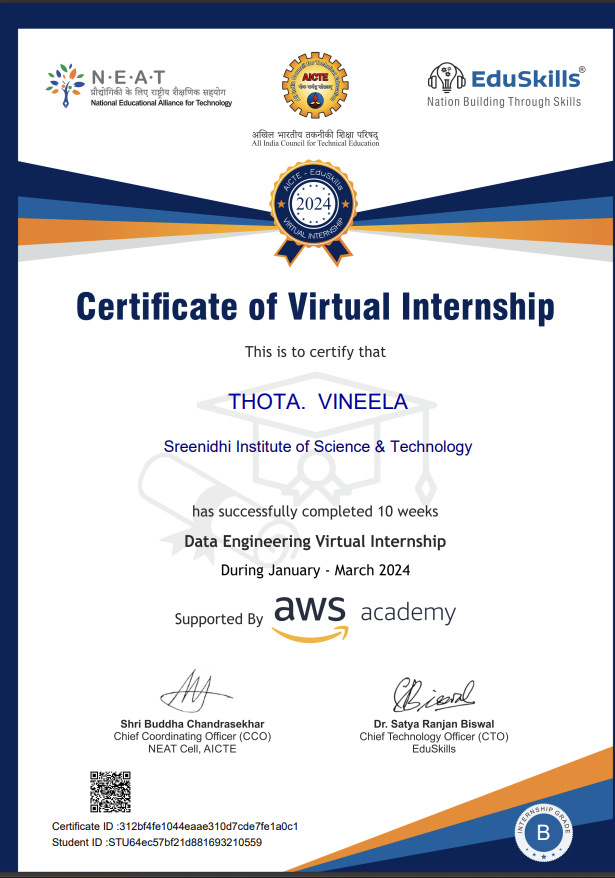 N·E·A·T
प्रौद्योगिकी के लिए राष्ट्रीय शैक्षणिक सहयोग
National Educational Alliance for Technology
AICTE
अखिल भारतीय तकनीकी शिक्षा परिषद्
All India Council for Technical Education
EduSkills®
Nation Building Through Skills
AICTE - EduSkills
2024
VIRTUAL INTERNSHIP
Certificate of Virtual Internship
This is to certify that
THOTA. VINEELA
Sreenidhi Institute of Science & Technology
has successfully completed 10 weeks
Data Engineering Virtual Internship
During January - March 2024
Supported By aws academy
Shri Buddha Chandrasekhar
Chief Coordinating Officer (CCO)
NEAT Cell, AICTE
Dr. Satya Ranjan Biswal
Chief Technology Officer (CTO)
EduSkills
Certificate ID :312bf4fe1044eaae310d7cde7fe1a0c1
Student ID :STU64ec57bf21d881693210559
INTERNSHIP GRADE
B